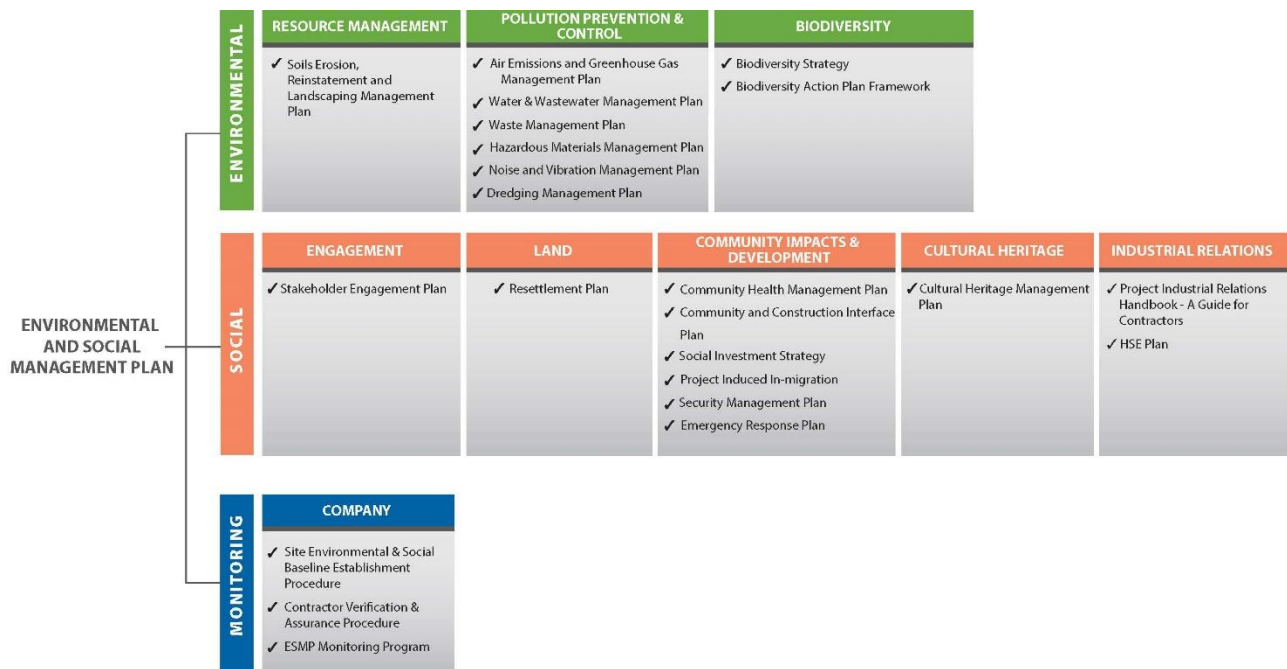 ENVIRONMENTAL
AND SOCIAL
MANAGEMENT PLAN
ENVIRONMENTAL
RESOURCE MANAGEMENT
✓ Soils Erosion,
Reinstatement and
Landscaping Management
Plan
POLLUTION PREVENTION &
CONTROL
✓ Air Emissions and Greenhouse Gas
Management Plan
✓ Water & Wastewater Management Plan
✓ Waste Management Plan
✓ Hazardous Materials Management Plan
✓ Noise and Vibration Management Plan
✓ Dredging Management Plan
BIODIVERSITY
✓ Biodiversity Strategy
✓ Biodiversity Action Plan Framework
SOCIAL
ENGAGEMENT
✓ Stakeholder Engagement Plan
LAND
✓ Resettlement Plan
COMMUNITY IMPACTS &
DEVELOPMENT
✓ Community Health Management Plan
✓ Community and Construction Interface
Plan
✓ Social Investment Strategy
✓ Project Induced In-migration
✓ Security Management Plan
✓ Emergency Response Plan
CULTURAL HERITAGE
✓ Cultural Heritage Management
Plan
INDUSTRIAL RELATIONS
✓ Project Industrial Relations
Handbook - A Guide for
Contractors
✓ HSE Plan
MONITORING
COMPANY
✓ Site Environmental & Social
Baseline Establishment
Procedure
✓ Contractor Verification &
Assurance Procedure
✓ ESMP Monitoring Program